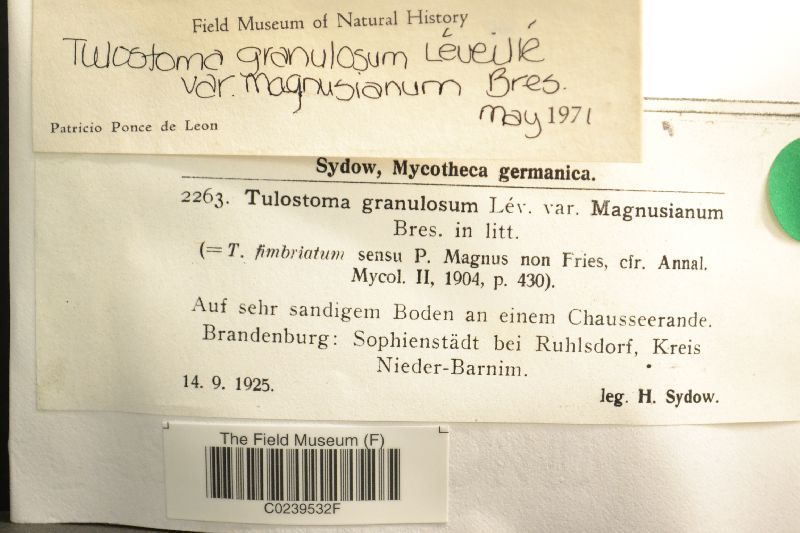 Field Museum of Natural History
Tulostoma granulosum Léveillé
var. magnusianum Bres.
May 1971
Patricio Ponce de Leon
Sydow, Mycotheca germanica.
2263. Tulostoma granulosum Lév. var. Magnusianum
Bres. in litt.
(= T. fimbriatum sensu P. Magnus non Fries, cfr. Annal.
Mycol. II, 1904, p. 430).
Auf sehr sandigem Boden an einem Chausseerande.
Brandenburg: Sophienstädt bei Ruhlsdorf, Kreis
Nieder-Barnim.
14. 9. 1925. leg. H. Sydow.
The Field Museum (F)
C0239532F